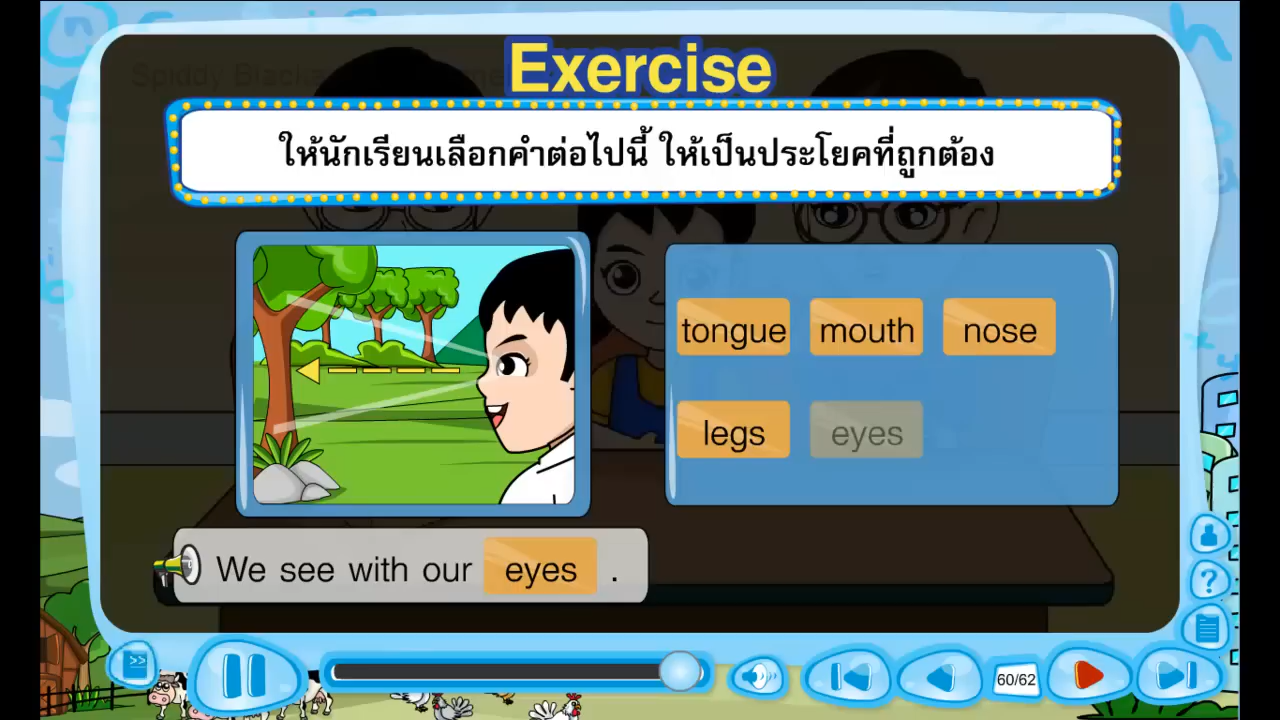 Exercise
ให้นักเรียนเลือกคำต่อไปนี้ ให้เป็นประโยคที่ถูกต้อง
tongue mouth nose
legs eyes
We see with our eyes .
60/62